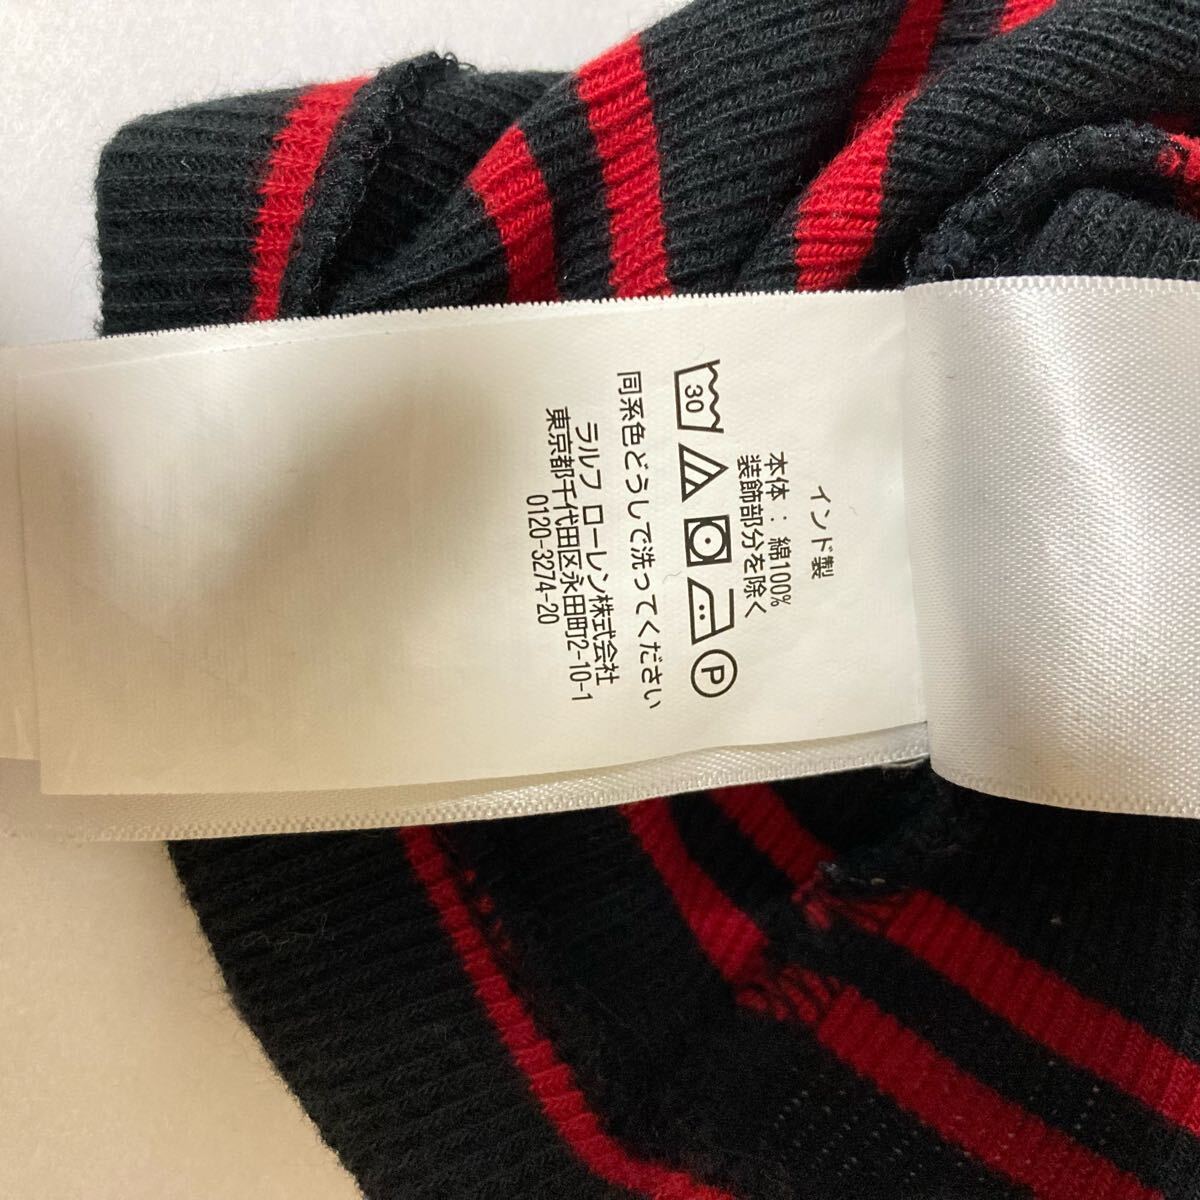 インド製
本体：綿100%
装飾部分を除く
30
P
同系色どうしで洗ってください
ラルフ ローレン株式会社
東京都千代田区永田町2-10-1
0120-3274-20